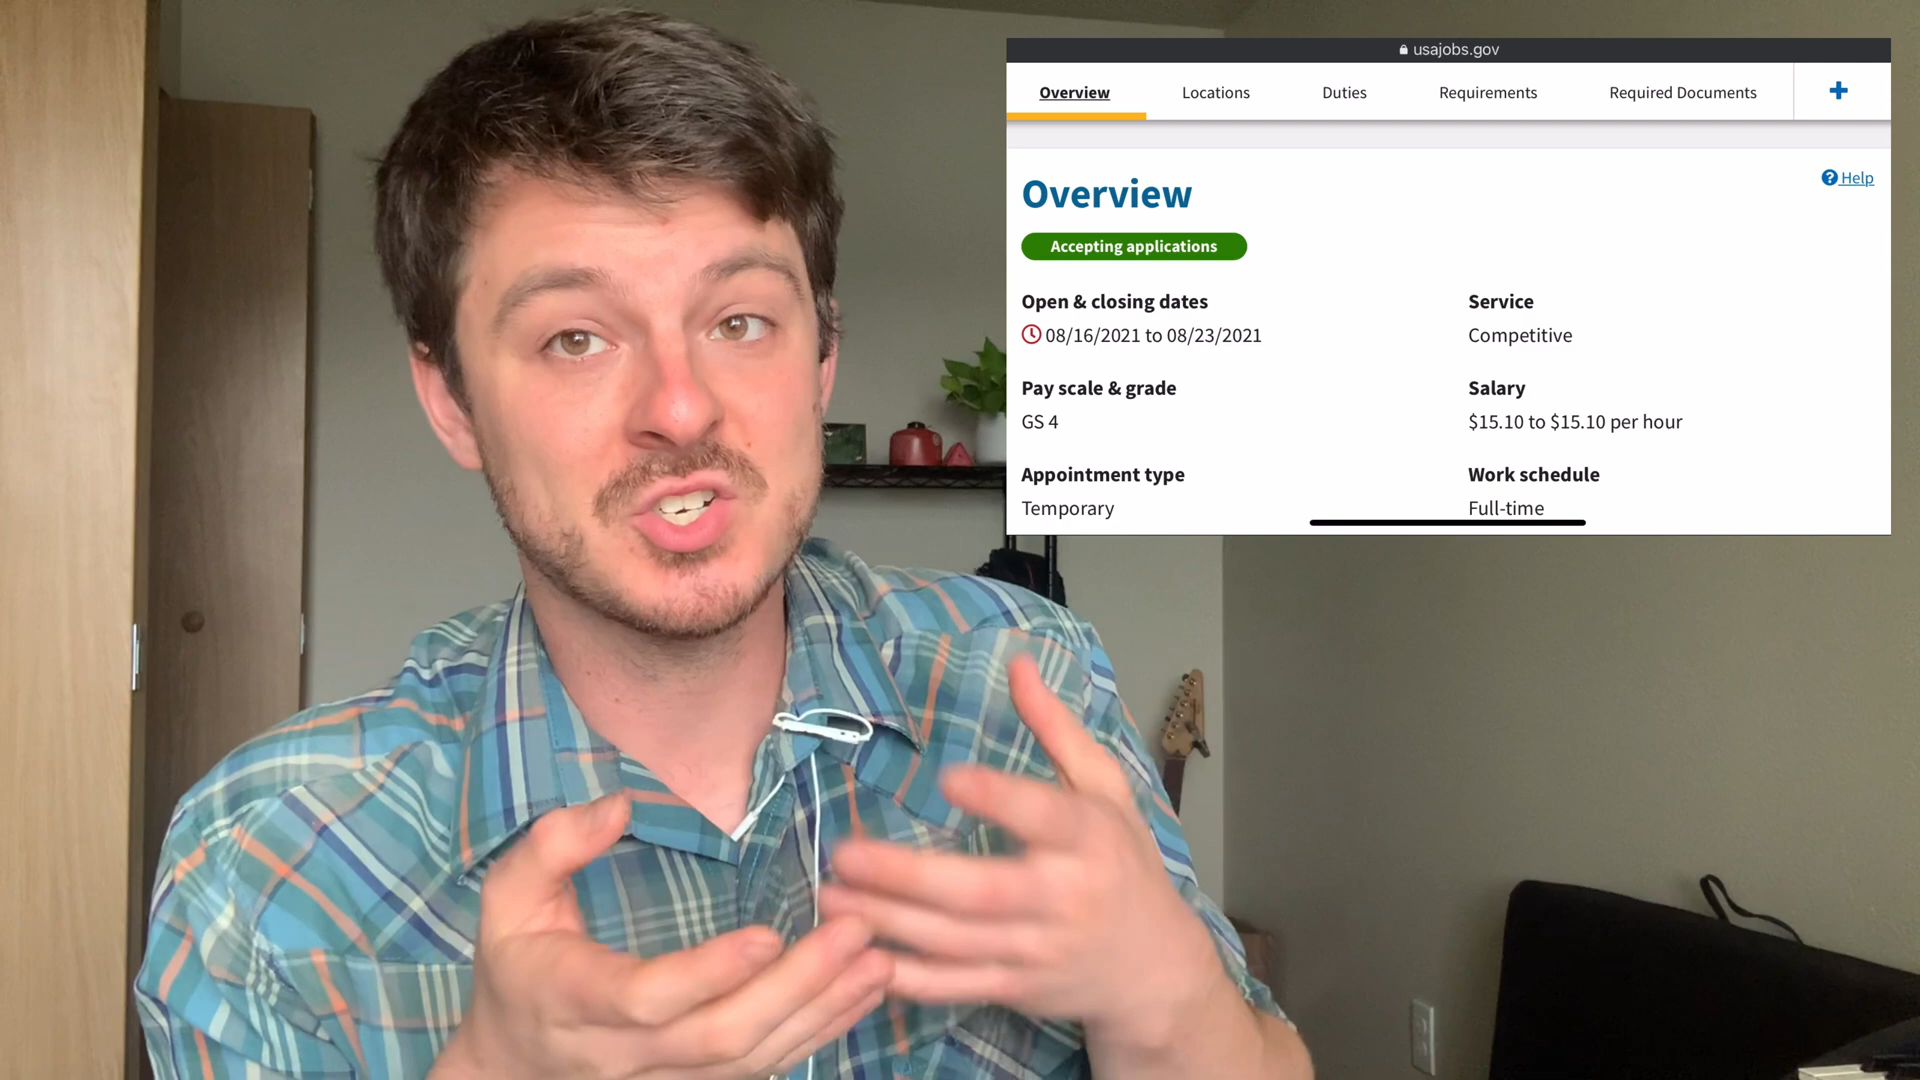 usajobs.gov
Overview Locations Duties Requirements Required Documents
Help
Overview
Accepting applications
Open & closing dates Service
08/16/2021 to 08/23/2021 Competitive
Pay scale & grade Salary
GS 4 $15.10 to $15.10 per hour
Appointment type Work schedule
Temporary Full-time